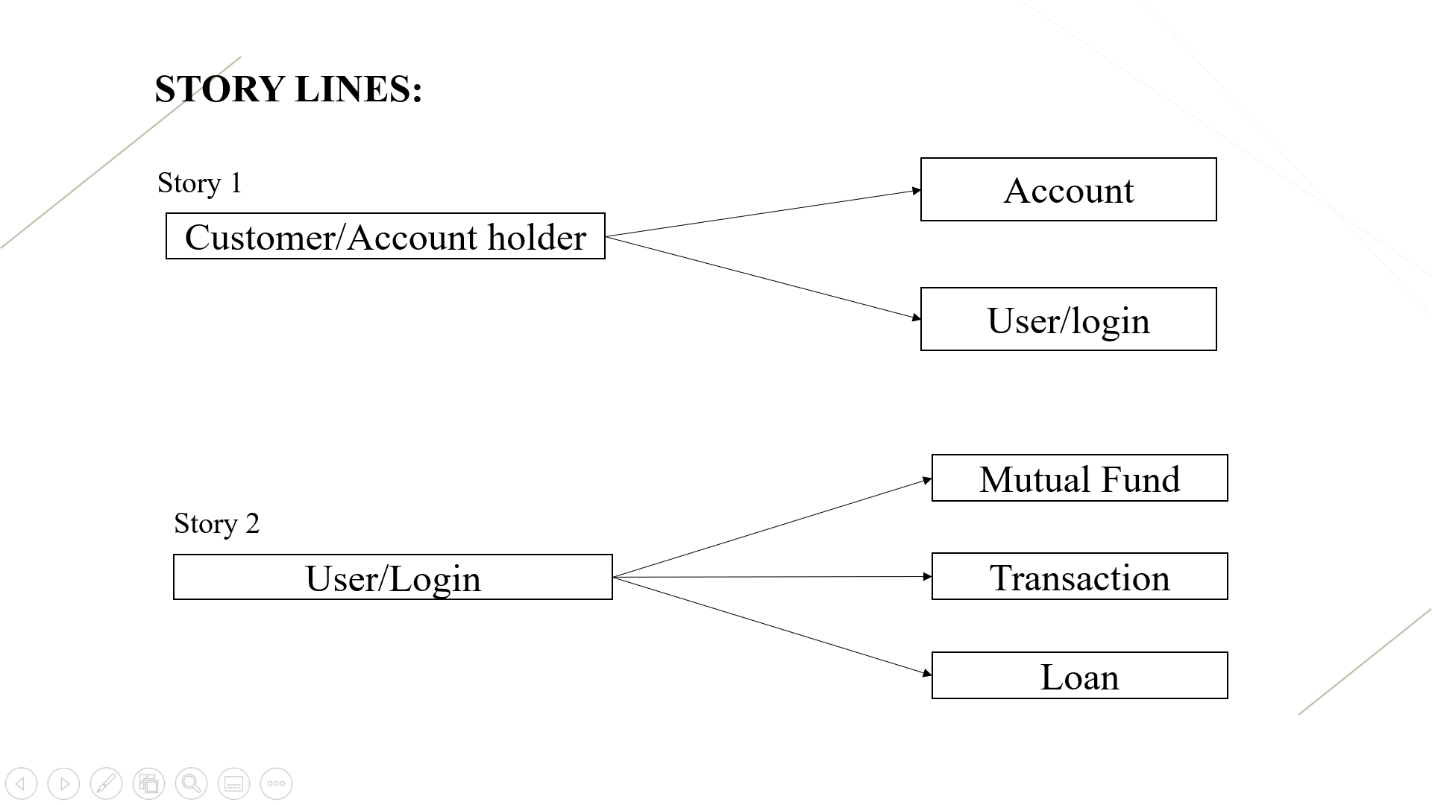 STORY LINES:
Story 1
Customer/Account holder
Account
User/login
Story 2
User/Login
Mutual Fund
Transaction
Loan